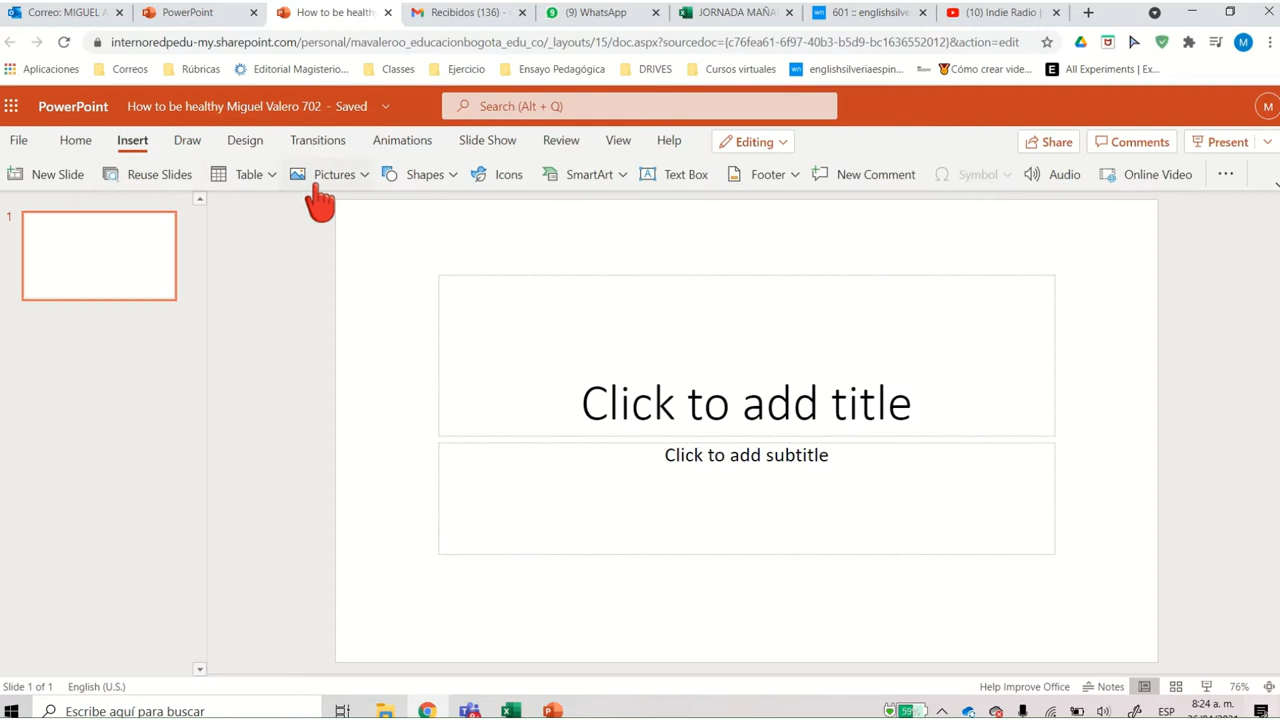 Correo: MIGUEL A
PowerPoint
How to be health
Recibidos (136) -
(9) WhatsApp
JORNADA MAÑA
601 :: englishsilve
(10) Indie Radio |
internoredpedu-my.sharepoint.com/personal/mavaleroo_educacionbogota_edu_co/_layouts/15/doc.aspx?sourcedoc={c76fea61-6f97-40b3-b5d9-bc1636552012}&action=edit
Aplicaciones
Correos
Rúbricas
Editorial Magisterio...
Classes
Ejercicio
Ensayo Pedagógica
DRIVES
Cursos virtuales
englishsilveriaespin...
Cómo crear vide...
All Experiments | Ex...
PowerPoint
How to be healthy Miguel Valero 702 - Saved
Search (Alt + Q)
M
File
Home
Insert
Draw
Design
Transitions
Animations
Slide Show
Review
View
Help
Editing
Share
Comments
Present
New Slide
Reuse Slides
Table
Pictures
Shapes
Icons
SmartArt
Text Box
Footer
New Comment
Symbol
Audio
Online Video
1
Click to add title
Click to add subtitle
Slide 1 of 1
English (U.S.)
Help Improve Office
Notes
76%
Escribe aquí para buscar
ESP
8:24 a. m.